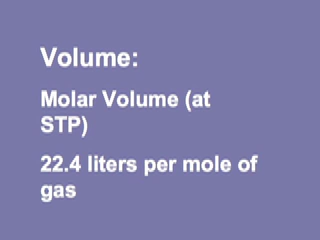 Volume:
Molar Volume (at
STP)
22.4 liters per mole of
gas